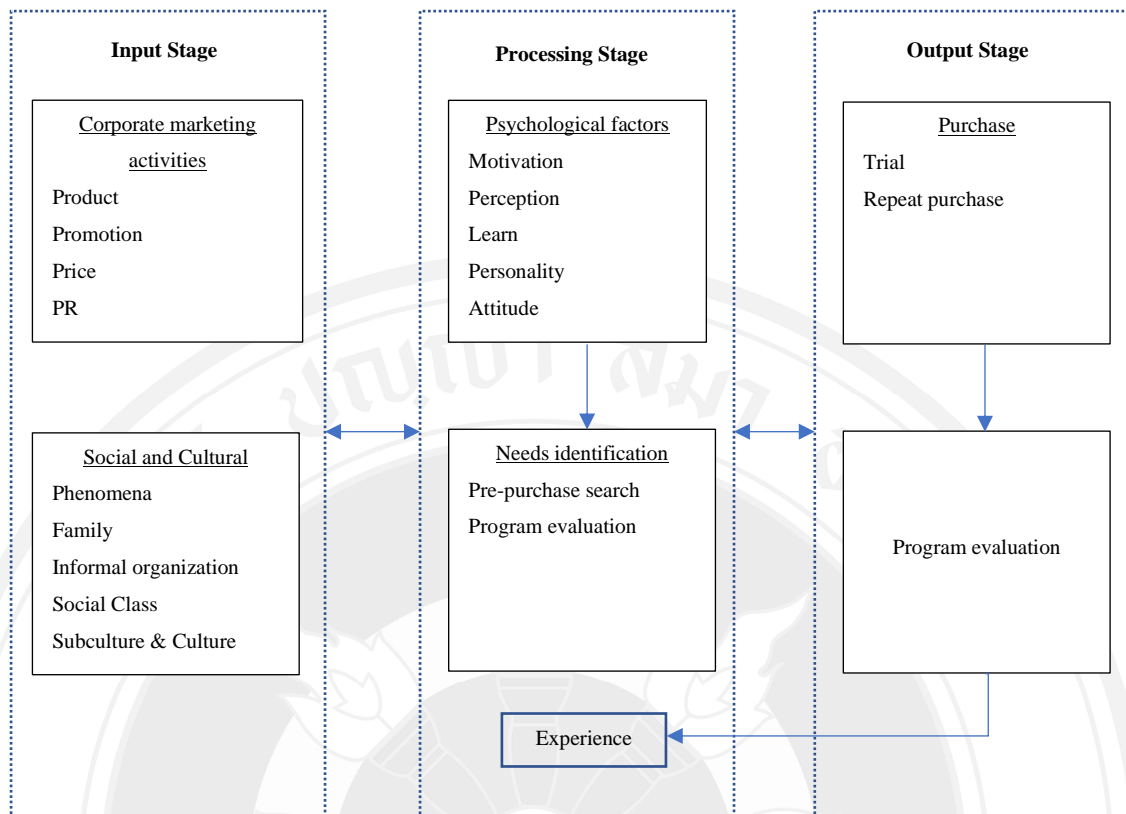 Input Stage
Corporate marketing
activities
Product
Promotion
Price
PR
Social and Cultural
Phenomena
Family
Informal organization
Social Class
Subculture & Culture
Processing Stage
Psychological factors
Motivation
Perception
Learn
Personality
Attitude
Needs identification
Pre-purchase search
Program evaluation
Experience
Output Stage
Purchase
Trial
Repeat purchase
Program evaluation